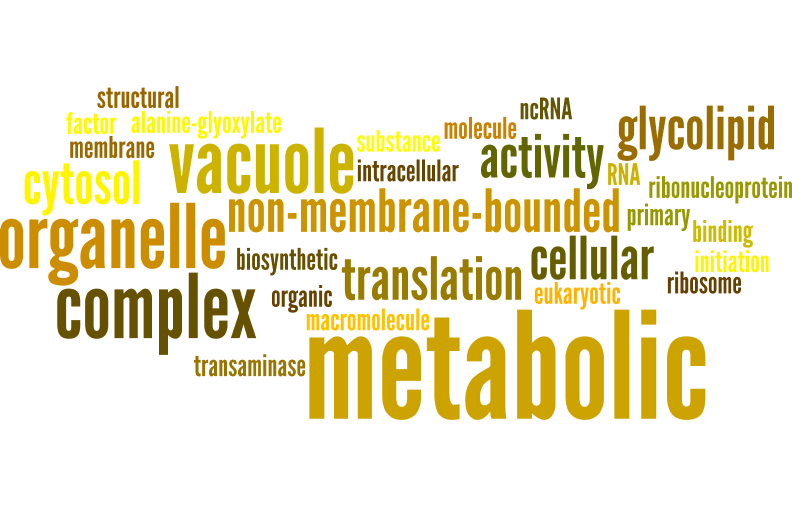 structural
ncRNA
factor alanine-glyoxylate
molecule
glycolipid
membrane
vacuole
substance
activity
intracellular
RNA
cytosol
ribonucleoprotein
organelle
non-membrane-bounded
primary
binding
biosynthetic
translation
cellular
initiation
complex
organic
eukaryotic
ribosome
macromolecule
transaminase
metabolic